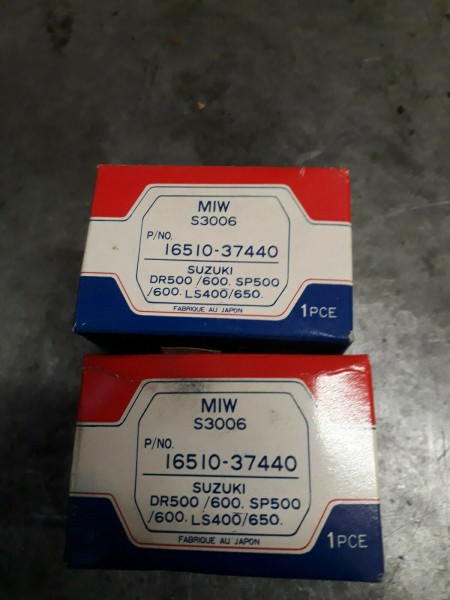 MIW
S3006
P/NO. 16510-37440
SUZUKI
DR500/600. SP500
/600. LS400/650.
FABRIQUE AU JAPON
1PCE
MIW
S3006
P/NO. 16510-37440
SUZUKI
DR500/600. SP500
/600. LS400/650.
FABRIQUE AU JAPON
1PCE